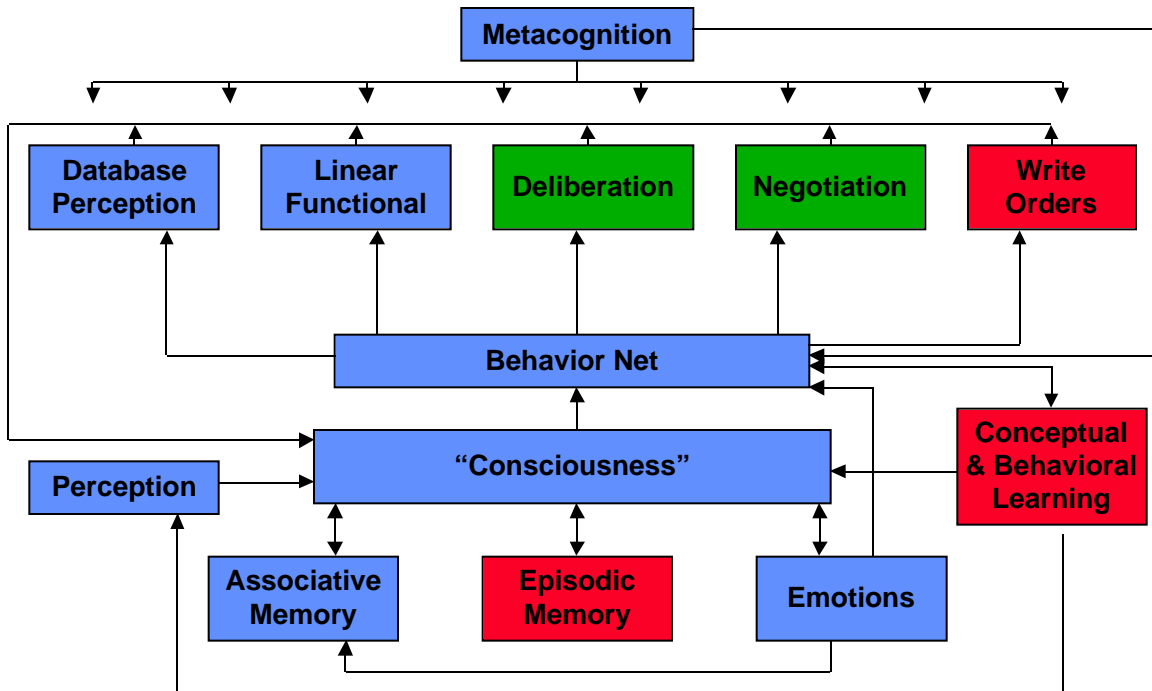 Metacognition
Database
Perception
Linear
Functional
Deliberation
Negotiation
Write
Orders
Behavior Net
“Consciousness”
Perception
Conceptual
& Behavioral
Learning
Associative
Memory
Episodic
Memory
Emotions